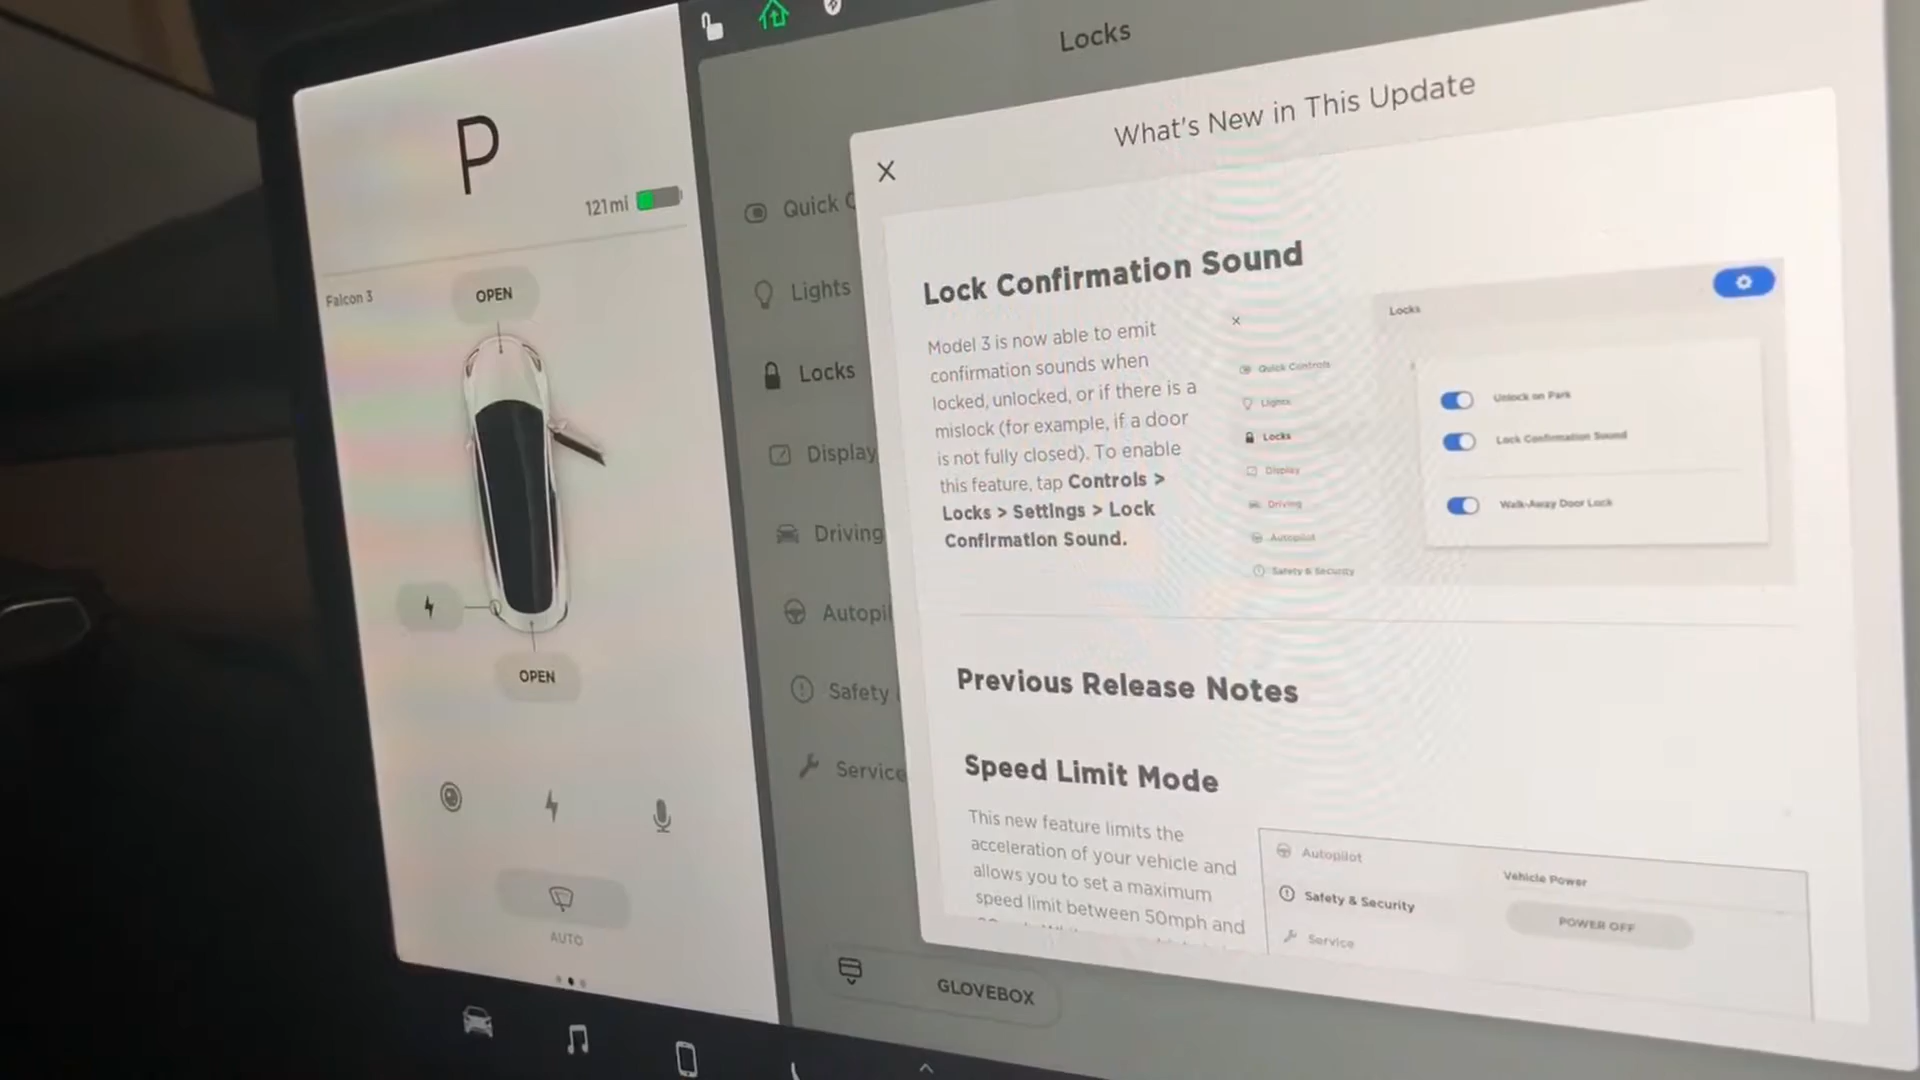 P
121 mi
Falcon 3
OPEN
OPEN
AUTO
Locks
Quick C
Lights
Locks
Display
Driving
Autopil
Safety
Service
GLOVEBOX
What's New in This Update
Lock Confirmation Sound
Model 3 is now able to emit
confirmation sounds when
locked, unlocked, or if there is a
mislock (for example, if a door
is not fully closed). To enable
this feature, tap Controls >
Locks > Settings > Lock
Confirmation Sound.
Quick Controls
Lights
Locks
Display
Driving
Autopilot
Safety & Security
Locks
Unlock on Park
Lock Confirmation Sound
Walk-Away Door Lock
Previous Release Notes
Speed Limit Mode
This new feature limits the
acceleration of your vehicle and
allows you to set a maximum
speed limit between 50mph and
Autopilot
Safety & Security
Service
Vehicle Power
POWER OFF